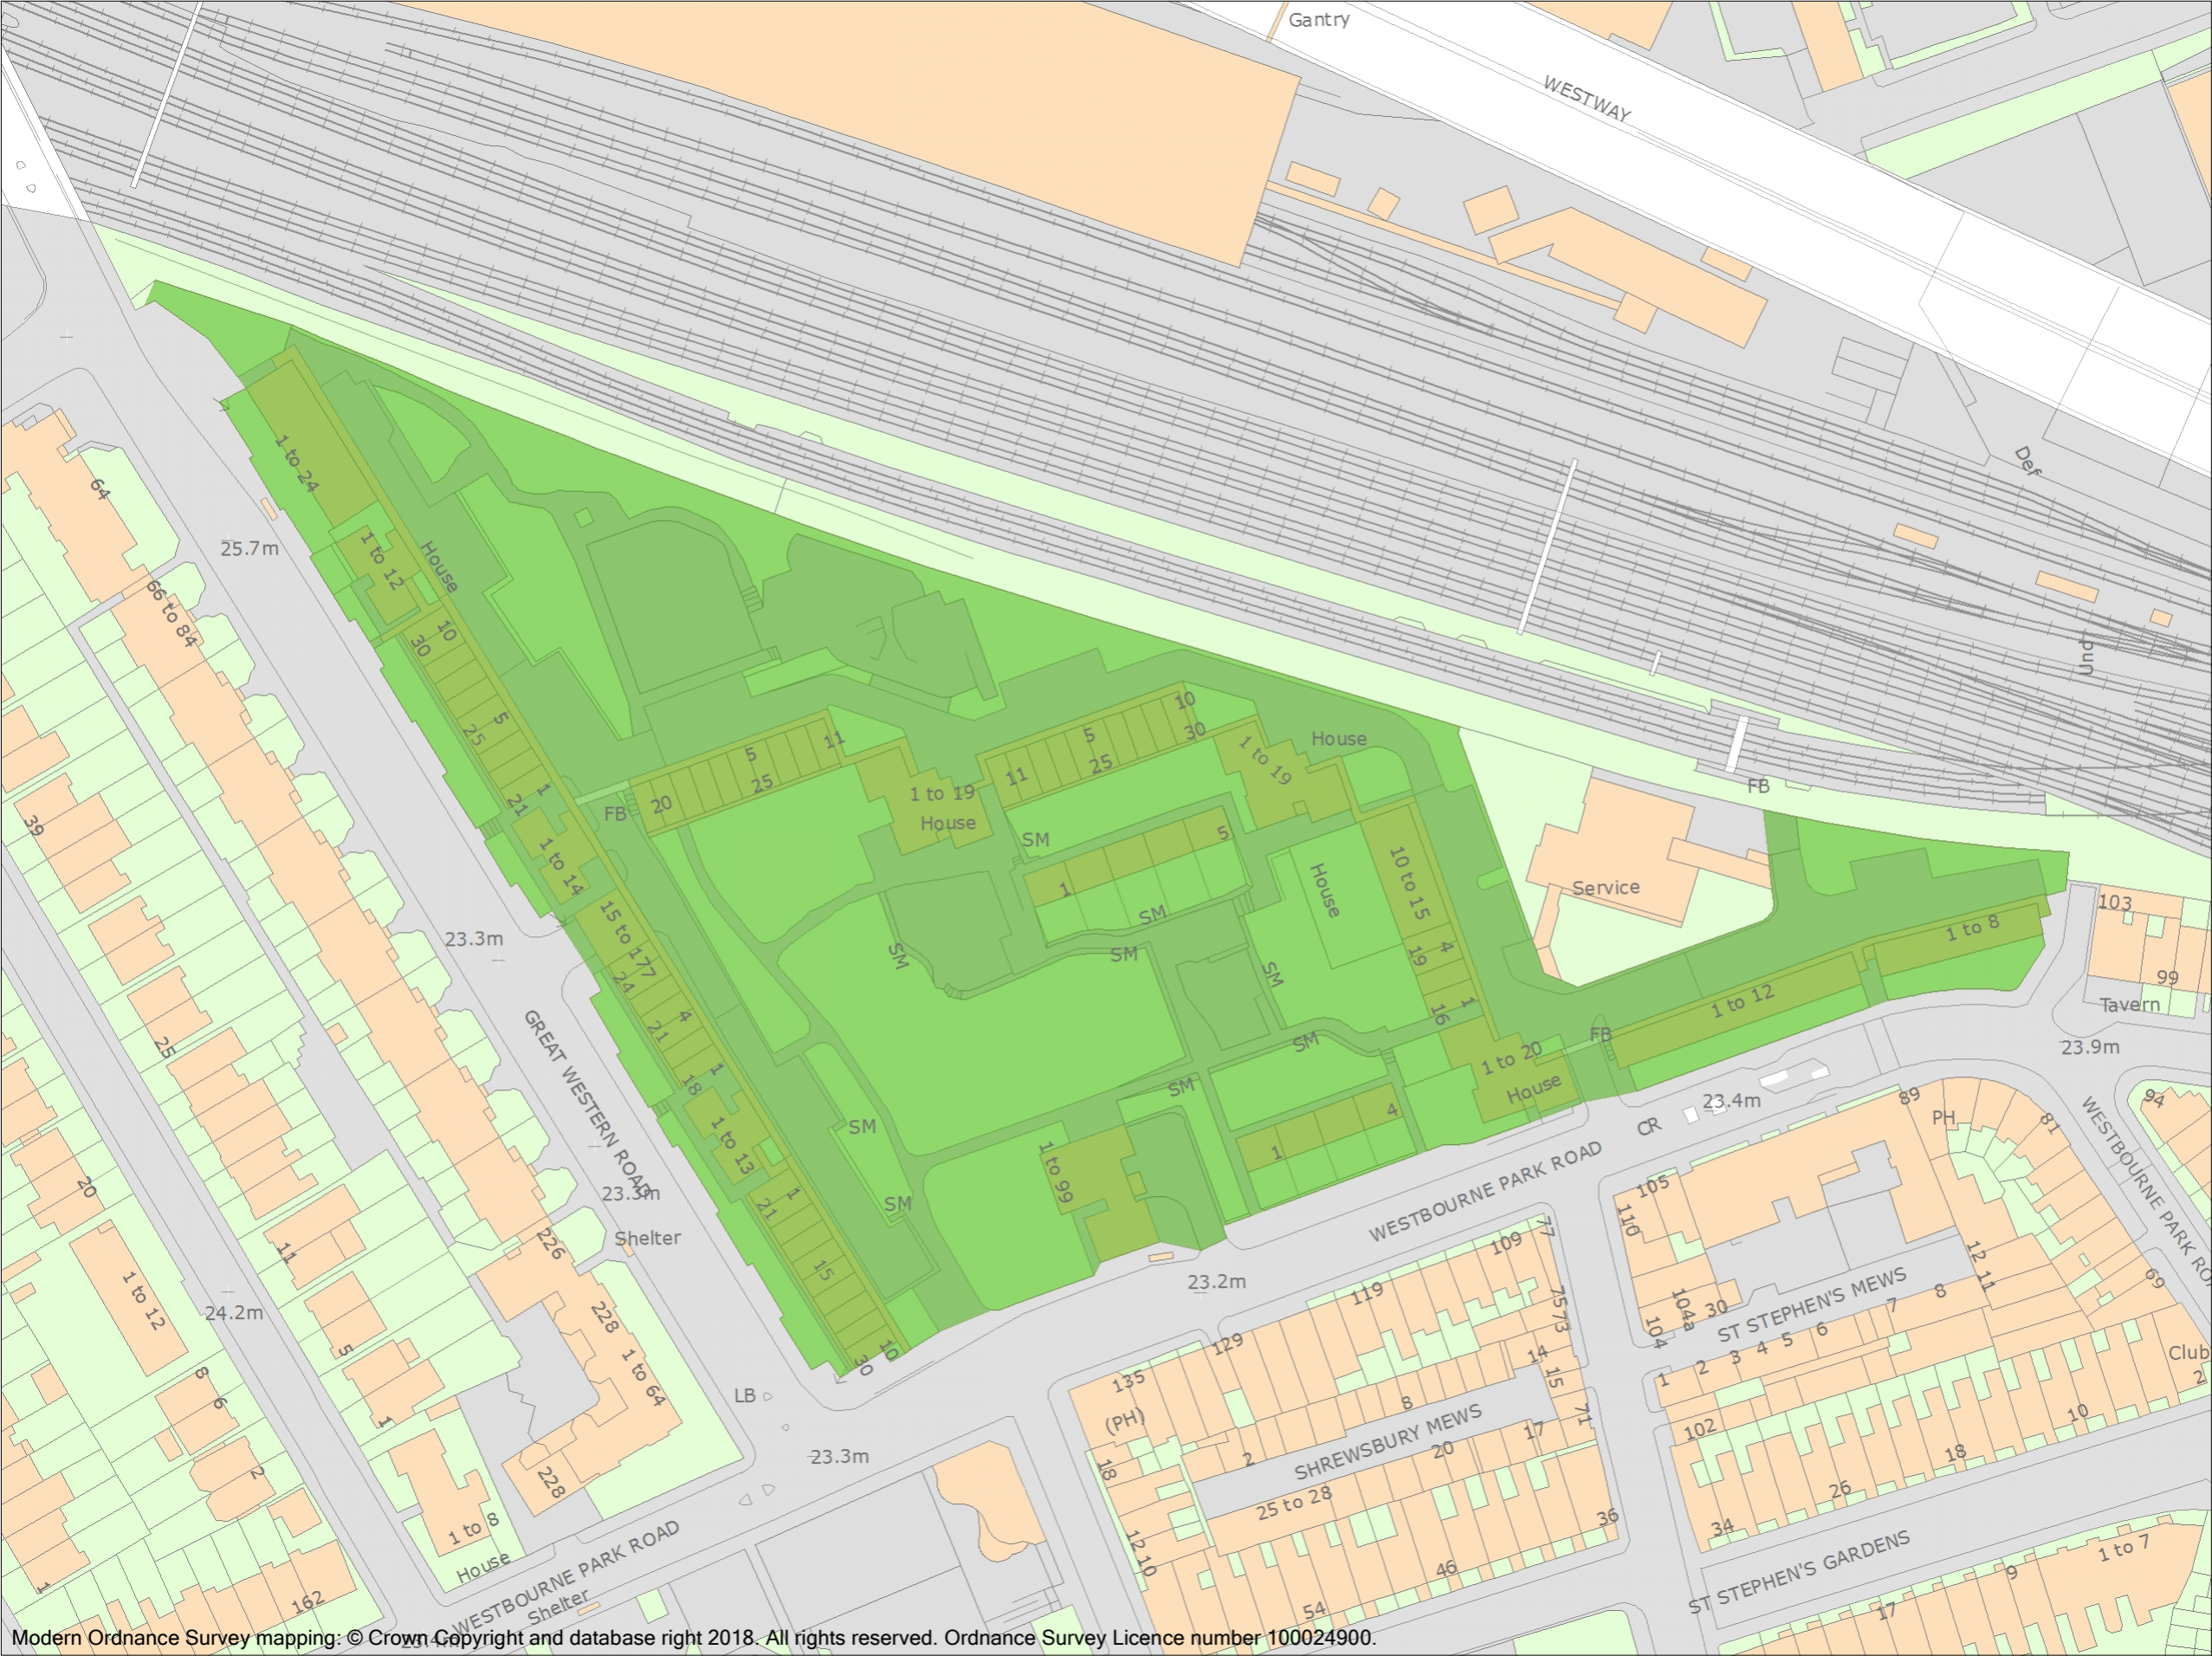 Gantry
WESTWAY
Def
Und
64
66 to 84
25.7m
1 to 24
1 to 12
House
10
30
5
25
1
21
FB
20
5
25
11
1 to 19
House
11
5
25
10
30
1 to 19
House
FB
SM
1
5
SM
SM
SM
House
10 to 15
4
19
1
16
SM
SM
SM
Service
1 to 8
1 to 12
FB
1 to 20
House
103
99
Tavern
23.9m
39
23.3m
1 to 14
15 to 17
7
24
4
21
1
18
1 to 13
SM
SM
1 to 99
1
4
GREAT WESTERN ROAD
23.3m
Shelter
1
21
15
10
30
25
20
11
1 to 12
24.2m
5
8
6
1
2
226
228
1 to 64
228
1 to 8
House
1
162
LB
23.3m
23.2m
WESTBOURNE PARK ROAD
CR
23.4m
89
PH
81
94
WESTBOURNE PARK RO
69
105
110
104
104a
30
12
11
ST STEPHEN'S MEWS
1
2
3
4
5
6
7
8
Club
2
77
109
119
129
135
(PH)
75
73
14
15
71
8
2
SHREWSBURY MEWS
17
20
25 to 28
18
12
10
36
46
54
102
34
26
18
10
ST STEPHEN'S GARDENS
17
9
1 to 7
WESTBOURNE PARK ROAD
Shelter
23.4m
Modern Ordnance Survey mapping: © Crown Copyright and database right 2018. All rights reserved. Ordnance Survey Licence number 100024900.